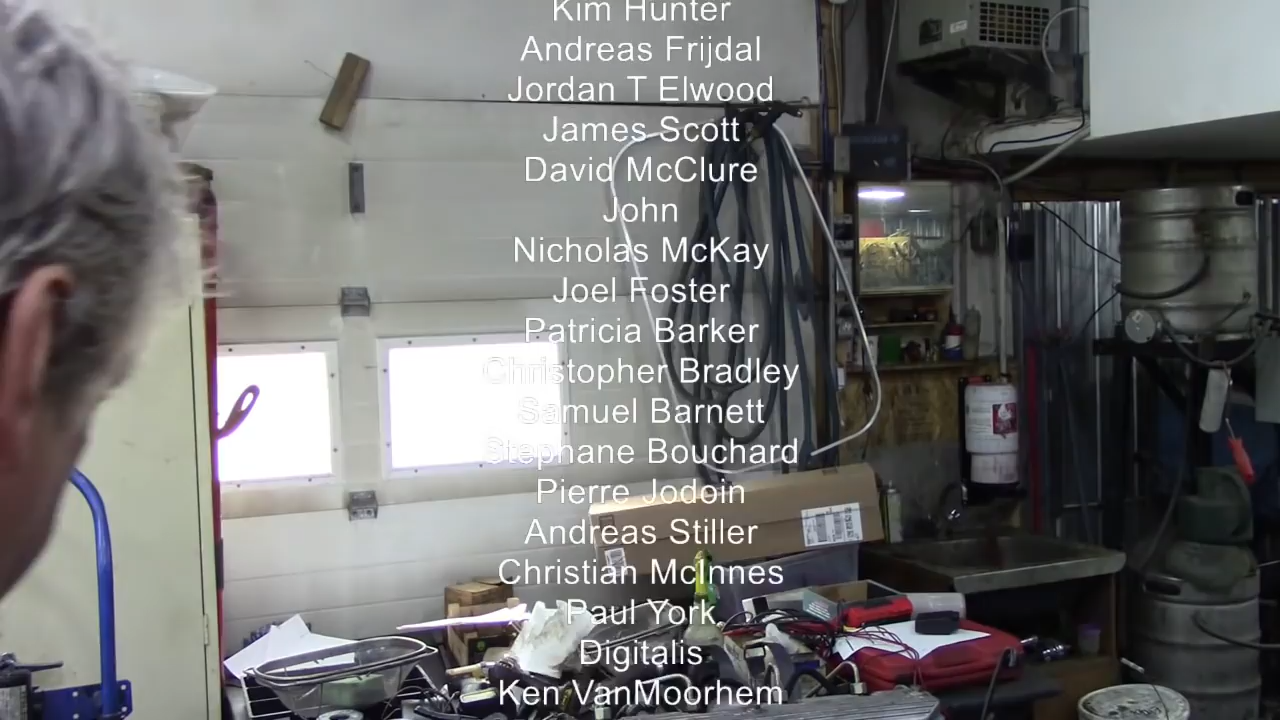 Kim Hunter
Andreas Frijdal
Jordan T Elwood
James Scott
David McClure
John
Nicholas McKay
Joel Foster
Patricia Barker
Christopher Bradley
Samuel Barnett
Stephane Bouchard
Pierre Jodoin
Andreas Stiller
Christian McInnes
Paul York
Digitalis
Ken VanMoorhem